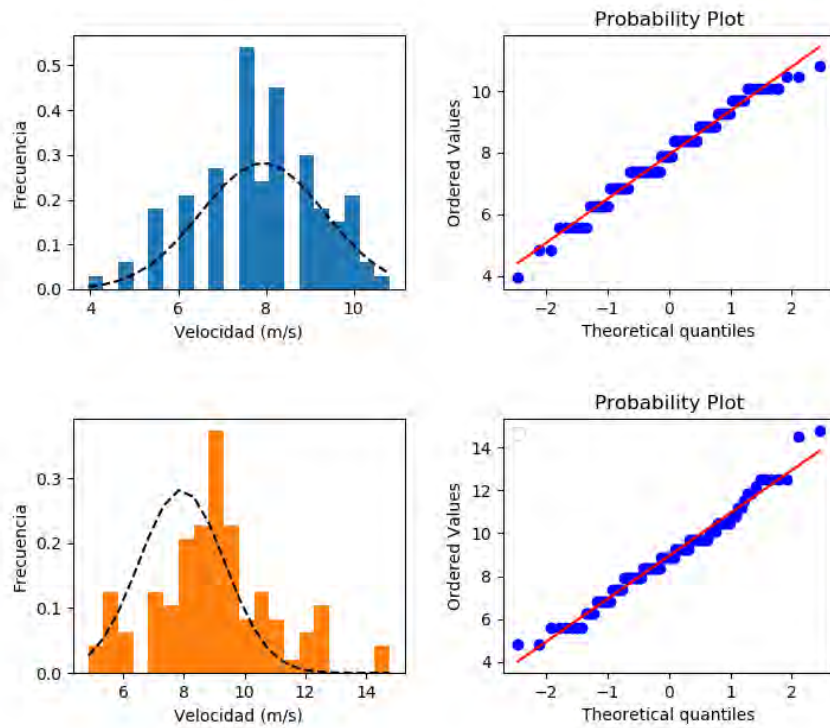 Probability Plot
0.5
0.4
0.3
0.2
0.1
0.0
Frecuencia
4 6 8 10
Velocidad (m/s)
10
8
6
4
Ordered Values
−2 −1 0 1 2
Theoretical quantiles
Probability Plot
0.3
0.2
0.1
0.0
Frecuencia
6 8 10 12 14
Velocidad (m/s)
14
12
10
8
6
4
Ordered Values
−2 −1 0 1 2
Theoretical quantiles